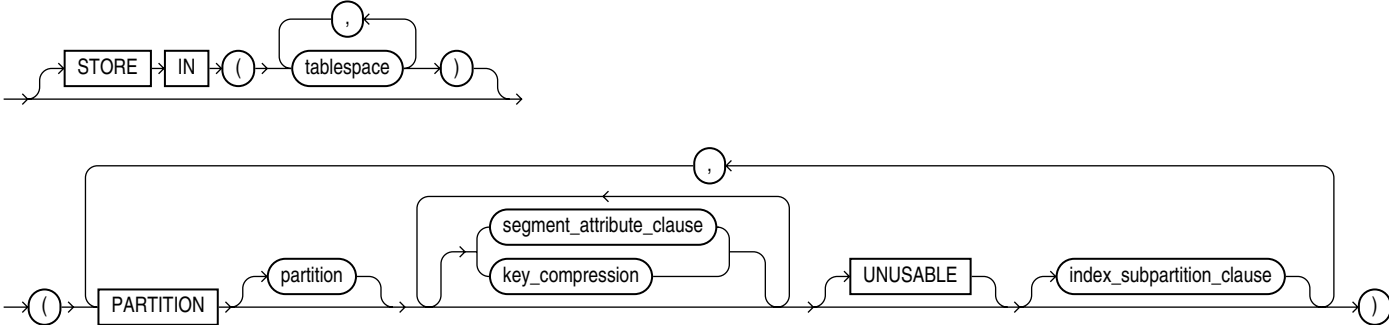 ,
STORE IN ( tablespace )
,
segment_attribute_clause
partition key_compression UNUSABLE index_subpartition_clause
( PARTITION )